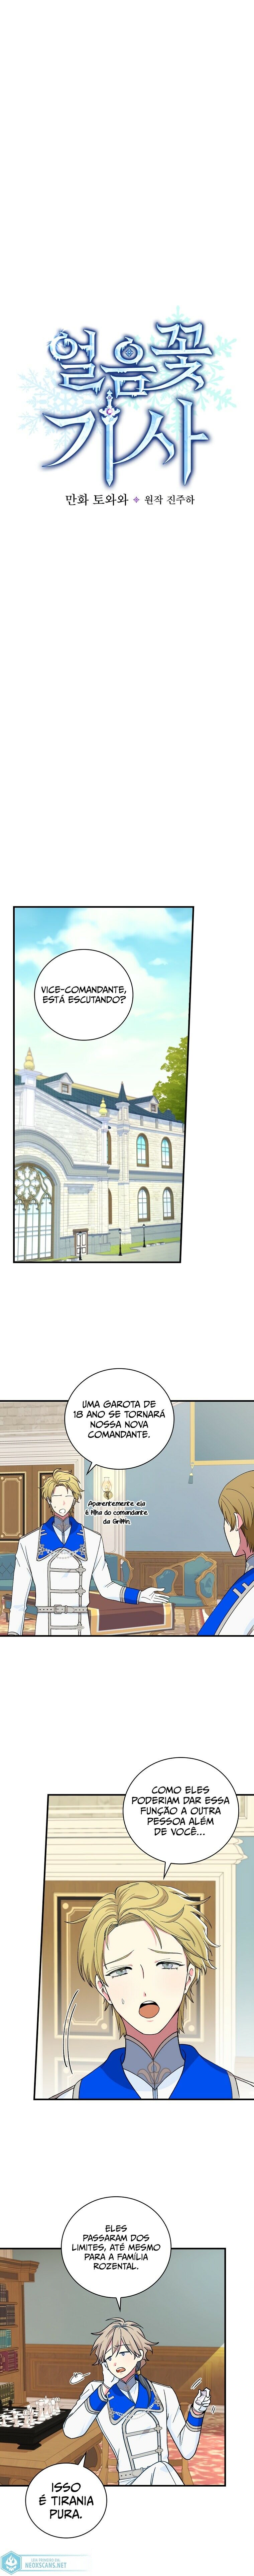 얼음꽃
기사
만화 토와와 원작 진주하
VICE-COMANDANTE,
ESTÁ ESCUTANDO?
UMA GAROTA DE
18 ANO SE TORNARÁ
NOSSA NOVA
COMANDANTE.
Aparentemente ela
é filha do comandante
da Griffin.
COMO ELES
PODERIAM DAR ESSA
FUNÇÃO A OUTRA
PESSOA ALÉM
DE VOCÊ...
ELES
PASSARAM DOS
LIMITES, ATÉ MESMO
PARA A FAMÍLIA
ROZENTAL.
ISSO
É TIRANIA
PURA.
LEIA PRIMEIRO EM
NEOXSCANS.NET